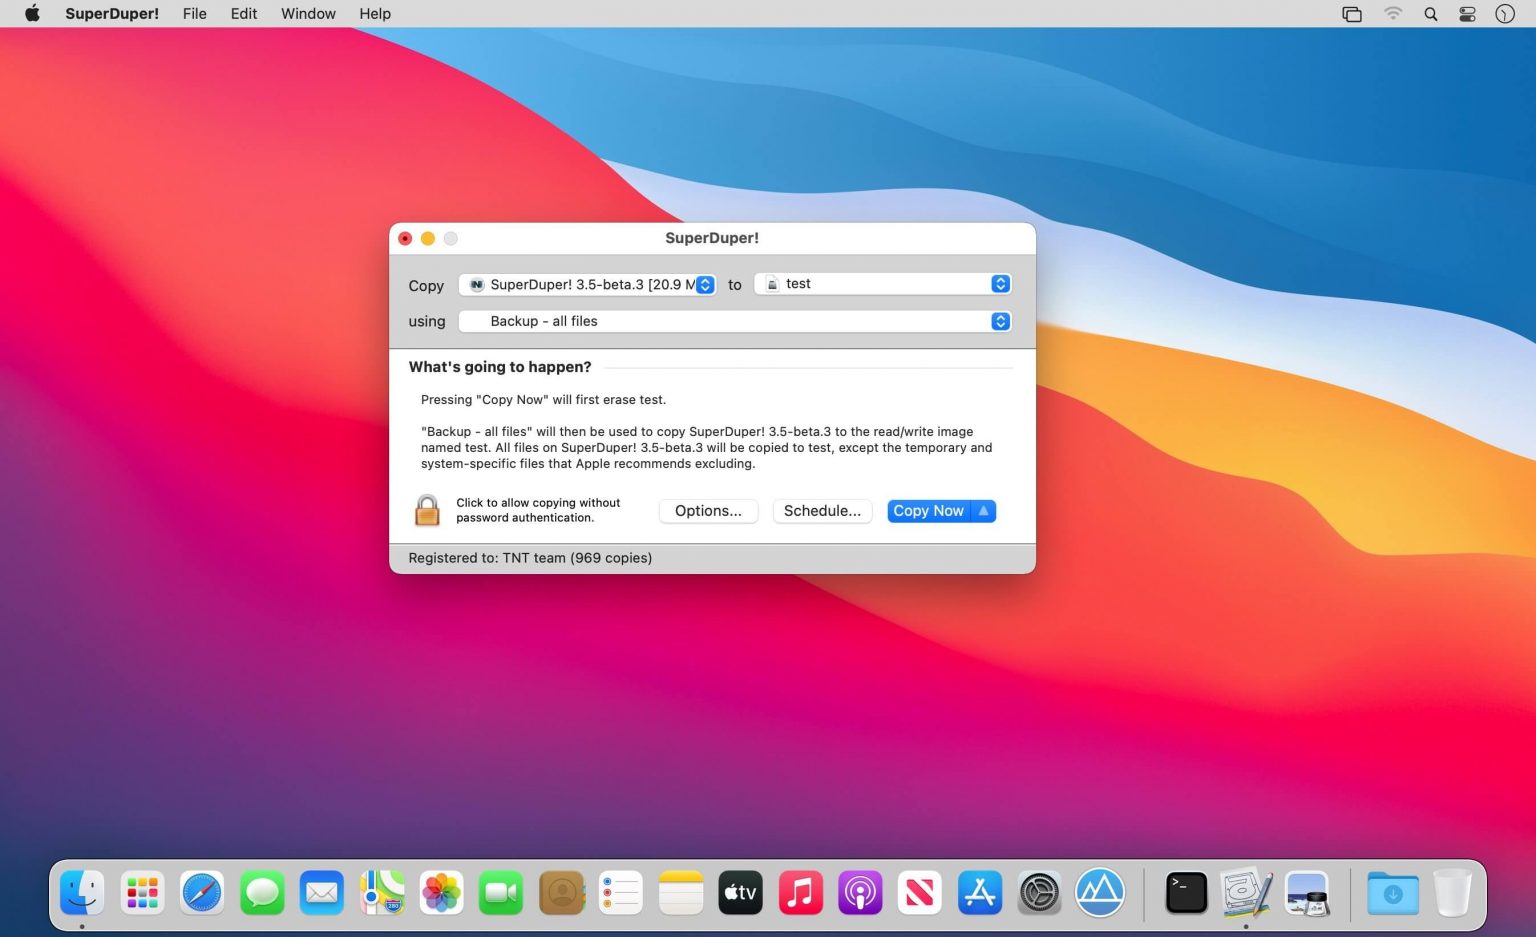 SuperDuper! File Edit Window Help
SuperDuper!
Copy SuperDuper! 3.5-beta.3 [20.9 M to test
using Backup - all files
What's going to happen?
Pressing "Copy Now" will first erase test.
"Backup - all files" will then be used to copy SuperDuper! 3.5-beta.3 to the read/write image
named test. All files on SuperDuper! 3.5-beta.3 will be copied to test, except the temporary and
system-specific files that Apple recommends excluding.
Click to allow copying without
password authentication.
Options... Schedule... Copy Now
Registered to: TNT team (969 copies)
280
tv
>_